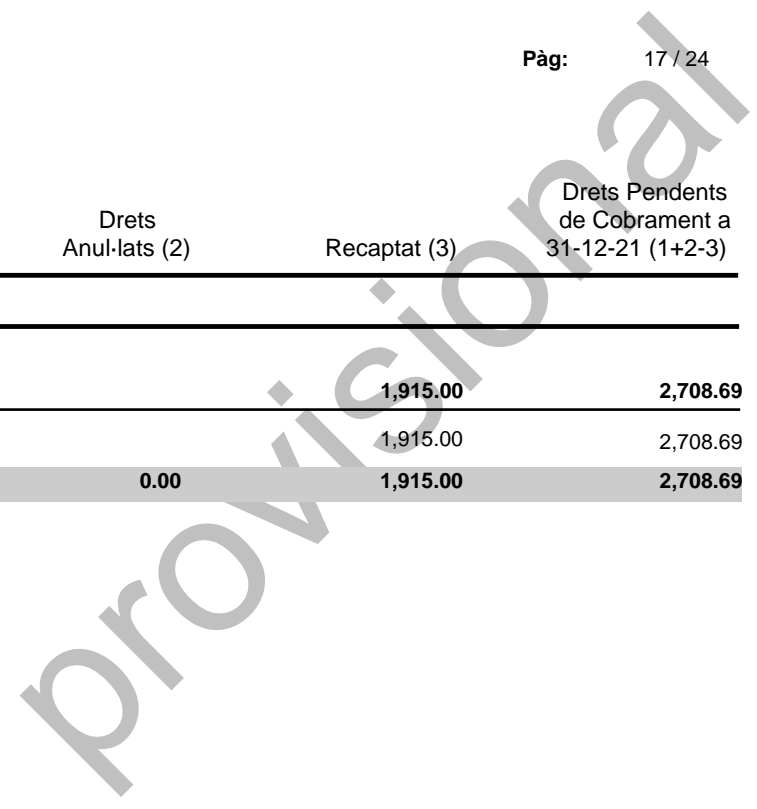 Pàg: 17 / 24
Drets Anul·lats (2)
Recaptat (3)
Drets Pendents de Cobrament a 31-12-21 (1+2-3)
1,915.00 2,708.69
1,915.00 2,708.69
0.00 1,915.00 2,708.69
provisional